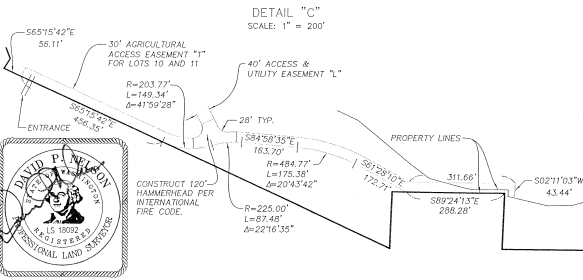 DETAIL "C"
SCALE: 1" = 200'
S65°15'42"E
56.11'
30' AGRICULTURAL
ACCESS EASEMENT "T"
FOR LOTS 10 AND 11
40' ACCESS &
UTILITY EASEMENT "L"
R=203.77'
L=149.34'
Δ=41°59'28"
28' TYP.
S65°15'42"E
456.35'
ENTRANCE
S84°58'35"E
163.70'
PROPERTY LINES
R=484.77'
L=175.38'
Δ=20°43'42"
S61°28'10"E
172.71'
311.66'
S02°11'03"W
43.44'
S89°24'13"E
288.28'
CONSTRUCT 120'
HAMMERHEAD PER
INTERNATIONAL
FIRE CODE.
R=225.00'
L=87.48'
Δ=22°16'35"
DAVID P. NELSON
STATE OF WASHINGTON
LS 18092
REGISTERED
PROFESSIONAL LAND SURVEYOR